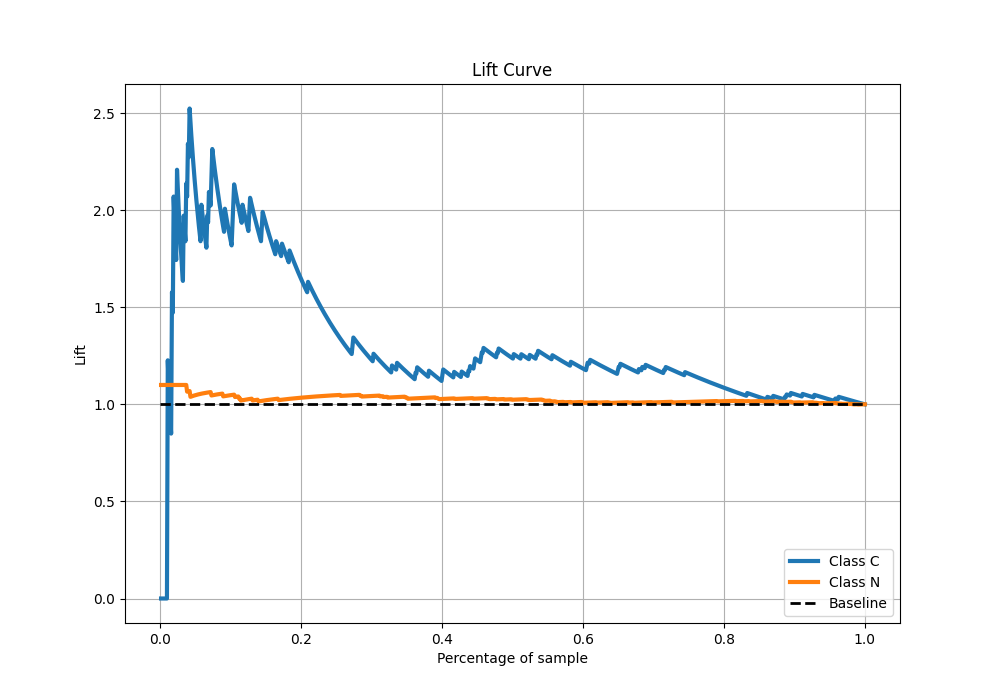 Lift Curve
Lift
2.5
2.0
1.5
1.0
0.5
0.0
0.0 0.2 0.4 0.6 0.8 1.0
Percentage of sample
Class C
Class N
Baseline